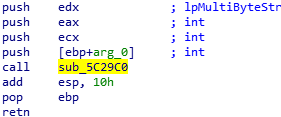 push    edx             ; lpMultiByteStr
push    eax             ; int
push    ecx             ; int
push    [ebp+arg_0]     ; int
call    sub_5C29C0
add     esp, 10h
pop     ebp
retn